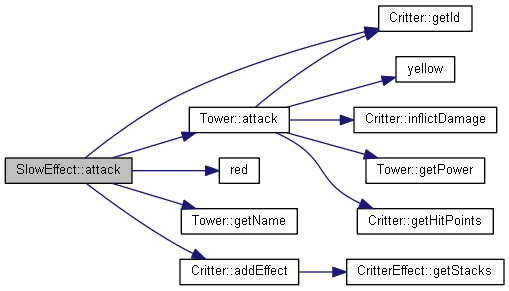 Critter::getId
yellow
Tower::attack
Critter::inflictDamage
SlowEffect::attack
red
Tower::getPower
Tower::getName
Critter::getHitPoints
Critter::addEffect
CritterEffect::getStacks